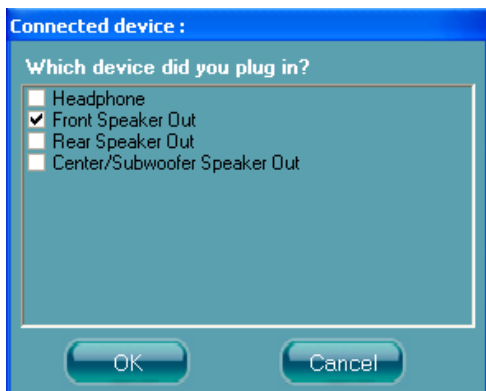 Connected device :
Which device did you plug in?
Headphone
Front Speaker Out
Rear Speaker Out
Center/Subwoofer Speaker Out
OK
Cancel